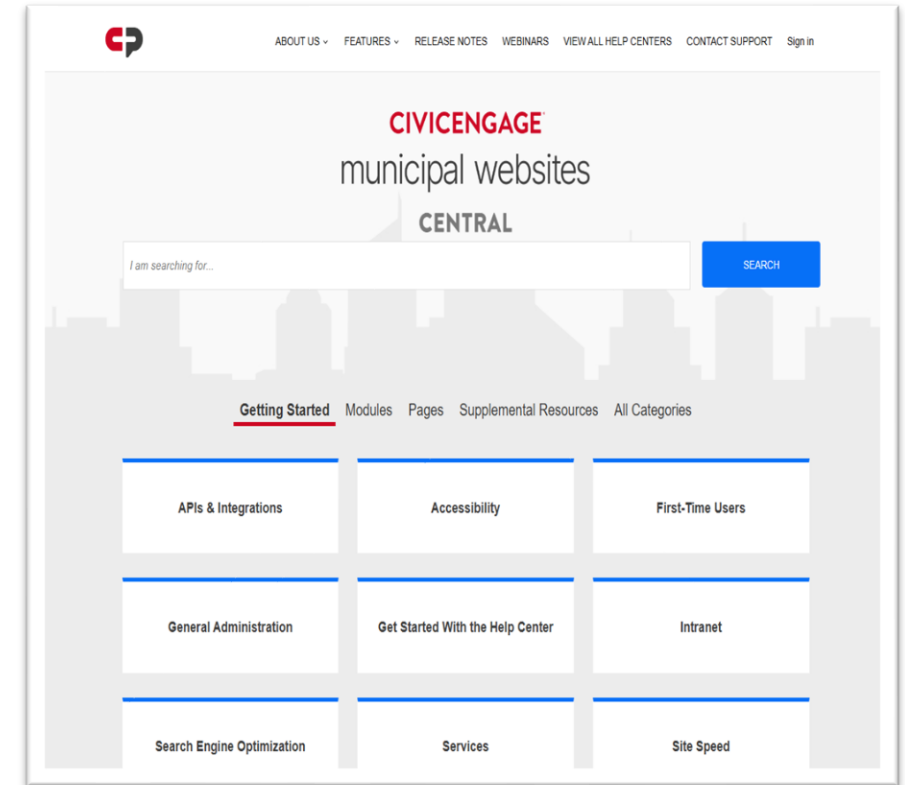 ABOUT US FEATURES RELEASE NOTES WEBINARS VIEW ALL HELP CENTERS CONTACT SUPPORT Sign in
CIVICENGAGE
municipal websites
CENTRAL
I am searching for... SEARCH
Getting Started Modules Pages Supplemental Resources All Categories
APIs & Integrations Accessibility First-Time Users
General Administration Get Started With the Help Center Intranet
Search Engine Optimization Services Site Speed